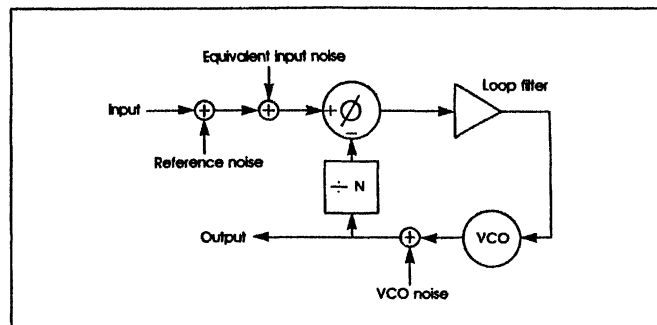 Equivalent input noise
Loop filter
Input
+
+
+
ϕ
−
Reference noise
÷ N
Output
+
VCO
VCO noise